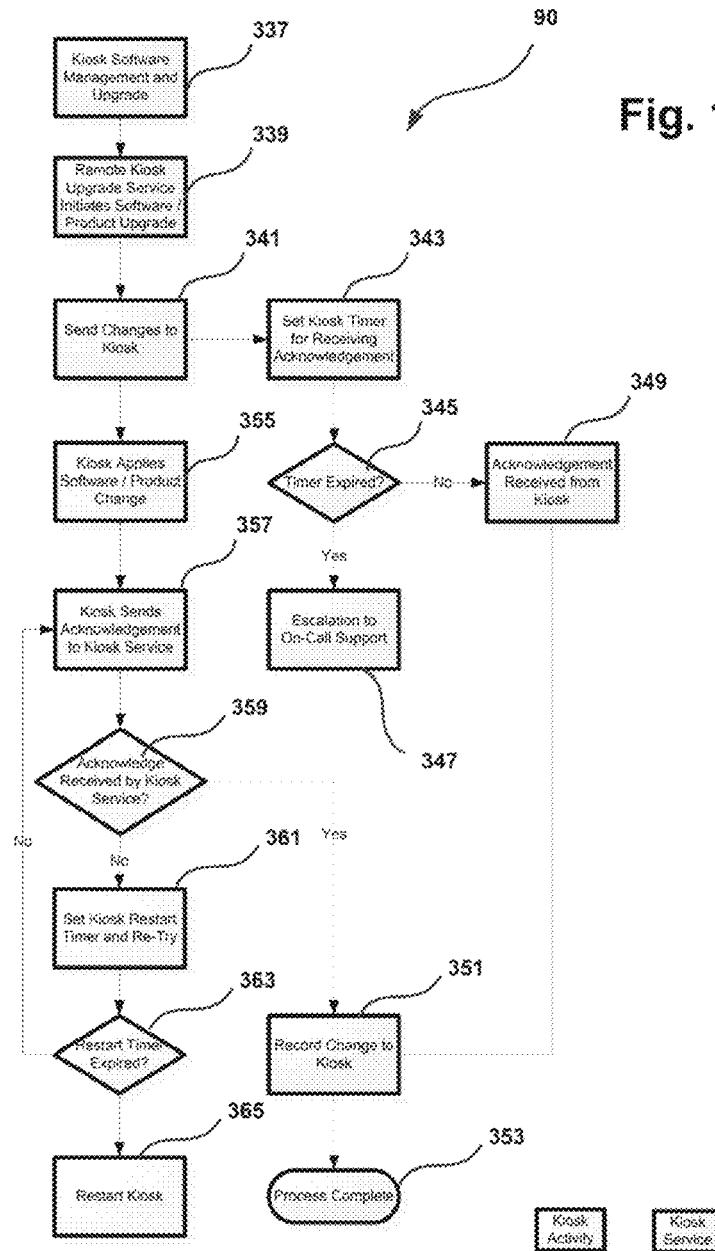 337
90
Kiosk Software
Management and
Upgrade
Fig. 1
339
Remote Kiosk
Upgrade Service
Initiates Software /
Product Upgrade
341
343
Send Changes to
Kiosk
Set Kiosk Timer
for Receiving
Acknowledgement
355
345
349
Kiosk Applies
Software / Product
Change
Timer Expired?
No
Acknowledgement
Received from
Kiosk
357
Yes
Kiosk Sends
Acknowledgement
to Kiosk Service
Escalation to
On-Call Support
359
347
Acknowledge
Received by Kiosk
Service?
No
Yes
No
361
Set Kiosk Restart
Timer and Re-Try
363
351
Restart Timer
Expired?
Record Change to
Kiosk
365
353
Restart Kiosk
Process Complete
Kiosk
Activity
Kiosk
Service